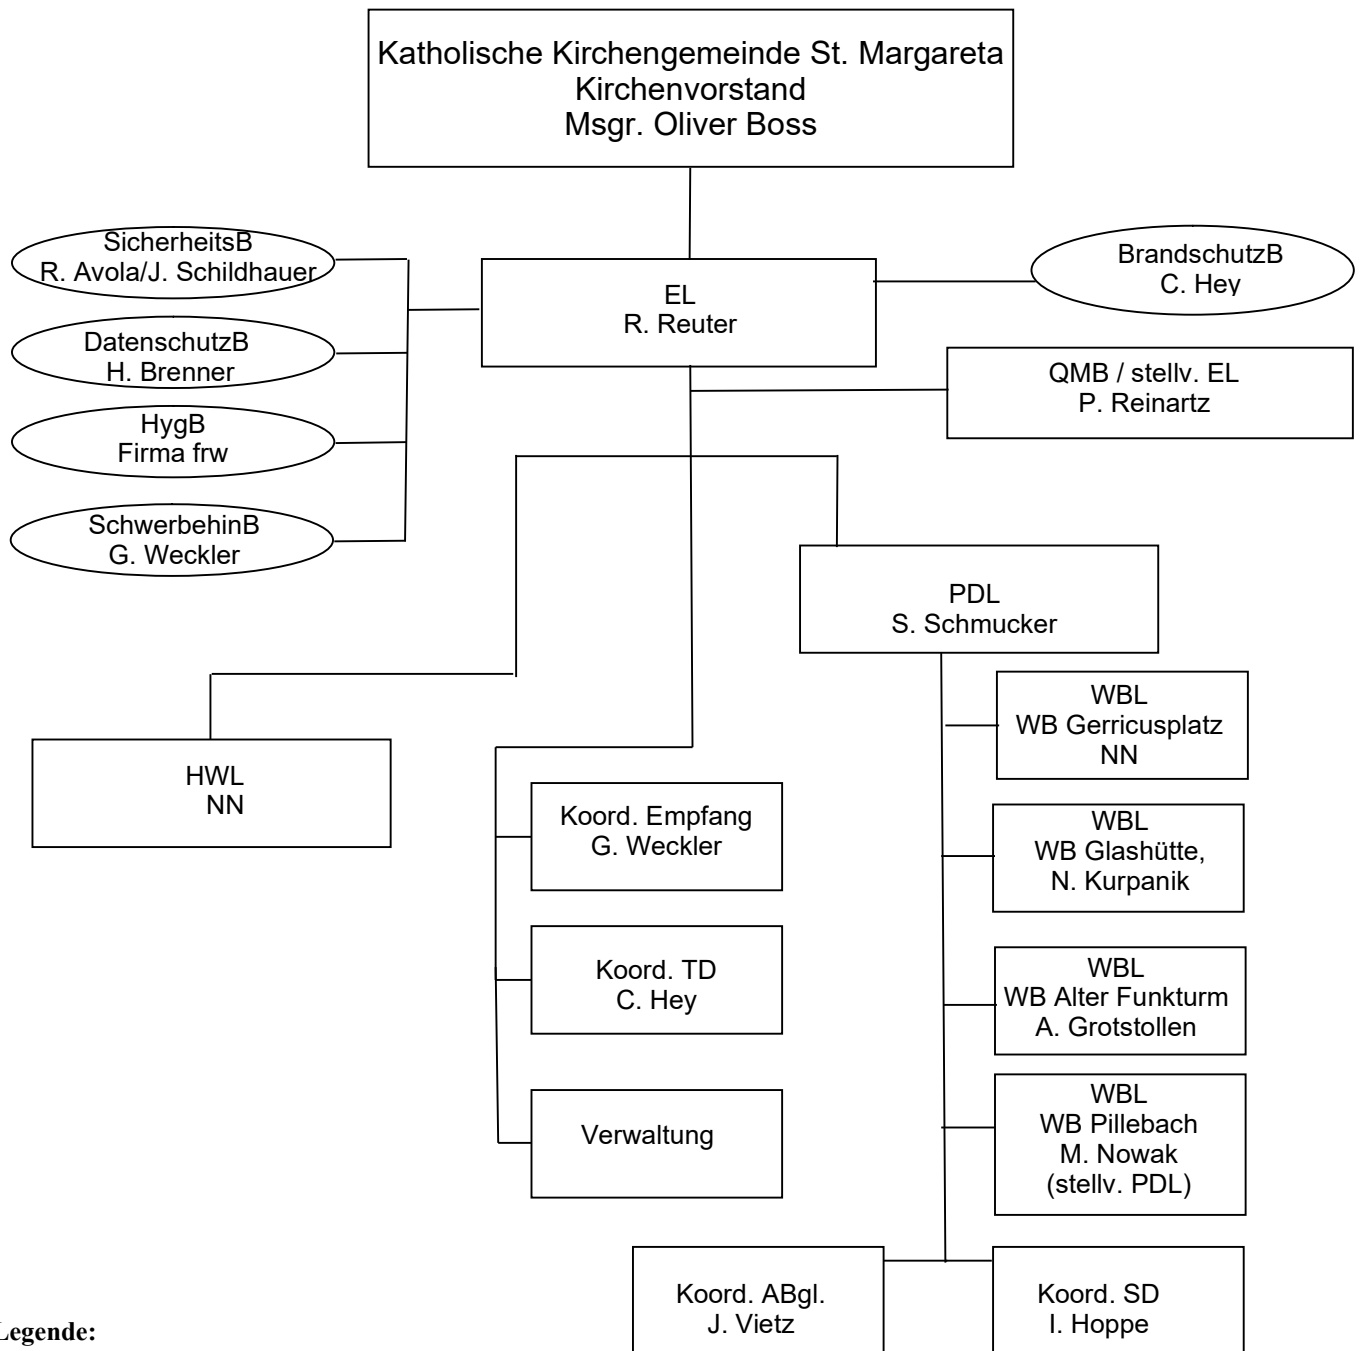 Katholische Kirchengemeinde St. Margareta
Kirchenvorstand
Msgr. Oliver Boss
SicherheitsB
R. Avola/J. Schildhauer
EL
R. Reuter
BrandschutzB
C. Hey
DatenschutzB
H. Brenner
QMB / stellv. EL
P. Reinartz
HygB
Firma frw
SchwerbehinB
G. Weckler
PDL
S. Schmucker
HWL
NN
Koord. Empfang
G. Weckler
Koord. TD
C. Hey
Verwaltung
WBL
WB Gerricusplatz
NN
WBL
WB Glashütte,
N. Kurpanik
WBL
WB Alter Funkturm
A. Grotstollen
WBL
WB Pillebach
M. Nowak
(stellv. PDL)
Koord. ABgl.
J. Vietz
Koord. SD
I. Hoppe
Legende: